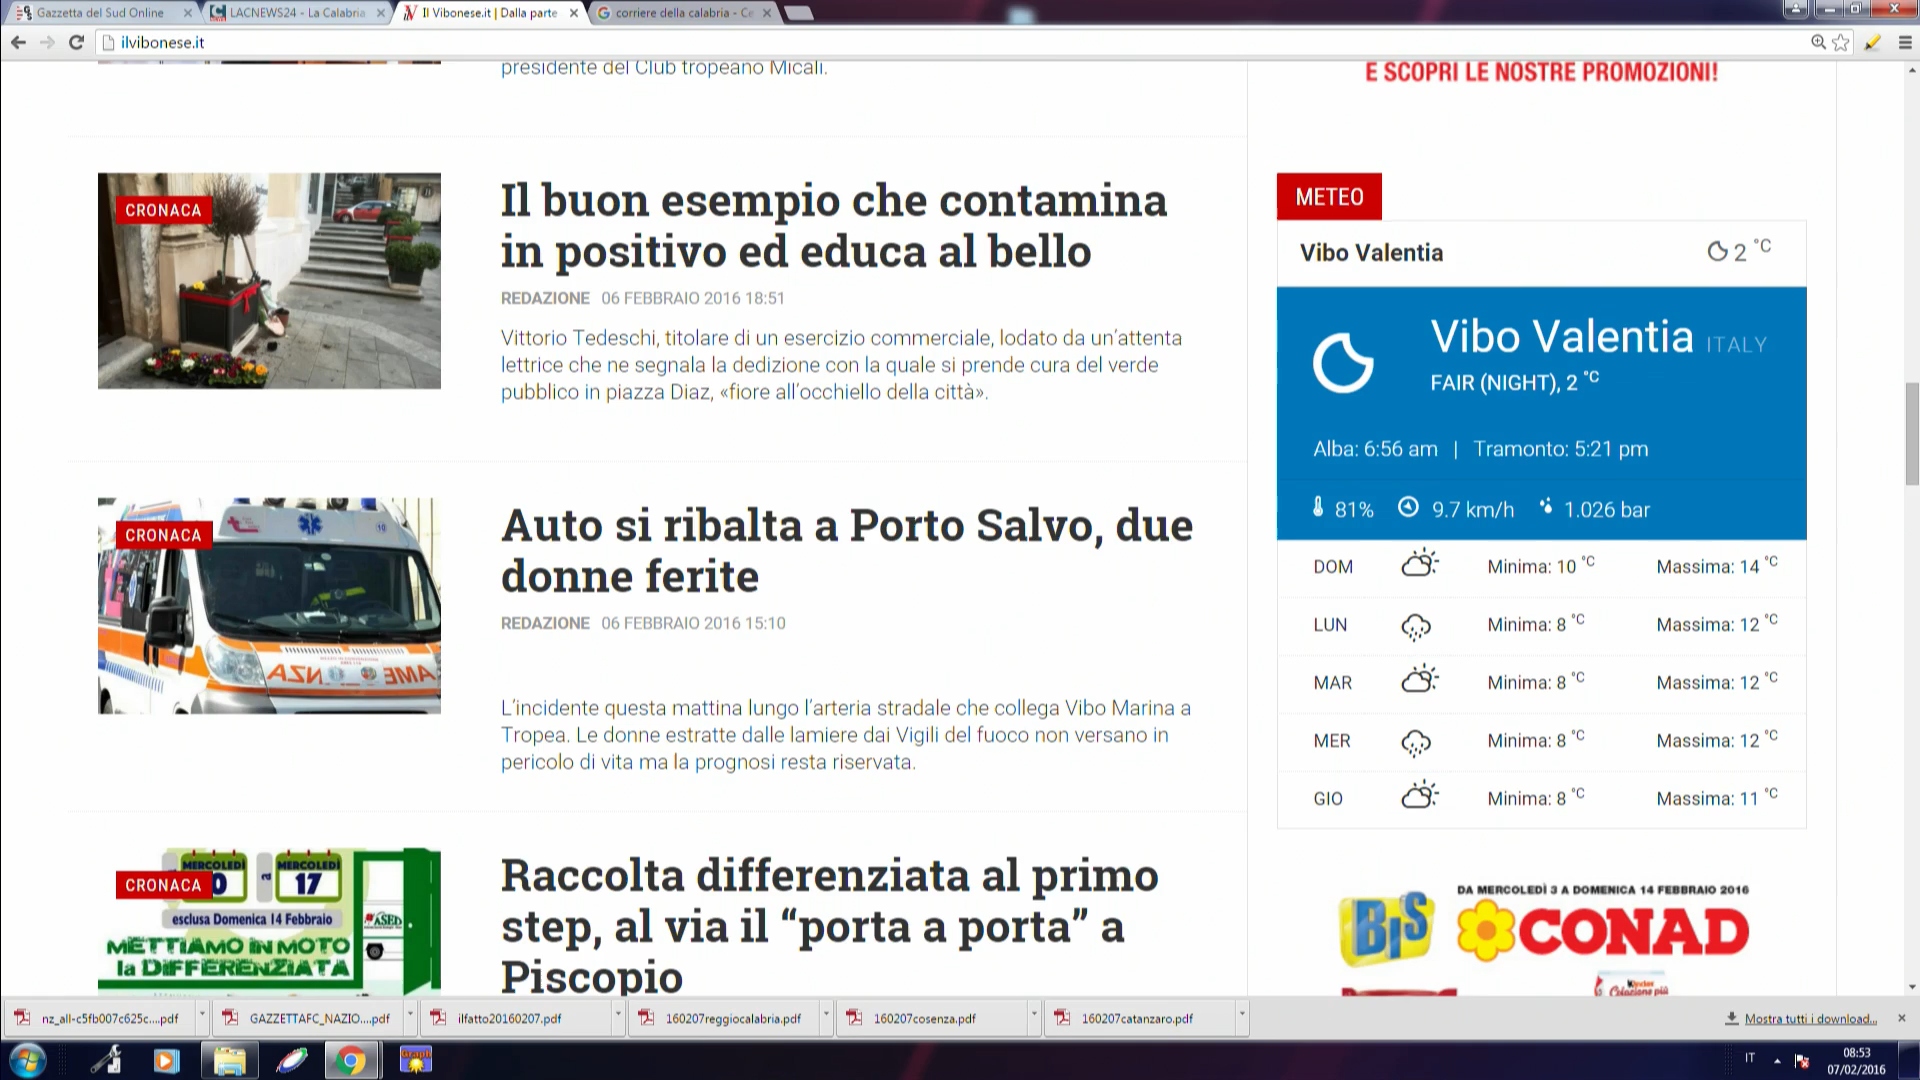 Gazzetta del Sud Online
LACNEWS24 - La Calabria
Il Vibonese.it | Dalla parte
corriere della calabria - Ce
ilvibonese.it
presidente del Club tropeano Micali.
E SCOPRI LE NOSTRE PROMOZIONI!
CRONACA
Il buon esempio che contamina
in positivo ed educa al bello
REDAZIONE 06 FEBBRAIO 2016 18:51
Vittorio Tedeschi, titolare di un esercizio commerciale, lodato da un'attenta
lettrice che ne segnala la dedizione con la quale si prende cura del verde
pubblico in piazza Diaz, «fiore all'occhiello della città».
CRONACA
AMBULANZA
Auto si ribalta a Porto Salvo, due
donne ferite
REDAZIONE 06 FEBBRAIO 2016 15:10
L'incidente questa mattina lungo l'arteria stradale che collega Vibo Marina a
Tropea. Le donne estratte dalle lamiere dai Vigili del fuoco non versano in
pericolo di vita ma la prognosi resta riservata.
CRONACA
MERCOLEDÌ
0
a
MERCOLEDÌ
17
esclusa Domenica 14 Febbraio
ASED
METTIAMO IN MOTO
la DIFFERENZIATA
Raccolta differenziata al primo
step, al via il “porta a porta” a
Piscopio
METEO
Vibo Valentia 2 °C
Vibo Valentia ITALY
FAIR (NIGHT), 2 °C
Alba: 6:56 am | Tramonto: 5:21 pm
81% 9.7 km/h 1.026 bar
DOM Minima: 10 °C Massima: 14 °C
LUN Minima: 8 °C Massima: 12 °C
MAR Minima: 8 °C Massima: 12 °C
MER Minima: 8 °C Massima: 12 °C
GIO Minima: 8 °C Massima: 11 °C
DA MERCOLEDÌ 3 A DOMENICA 14 FEBBRAIO 2016
BIS
CONAD
Kinder
Colazione più
nz_all-c5fb007c625c....pdf
GAZZETTAFC_NAZIO....pdf
ilfatto20160207.pdf
160207reggiocalabria.pdf
160207cosenza.pdf
160207catanzaro.pdf
Mostra tutti i download...
Graph
IT
08:53
07/02/2016